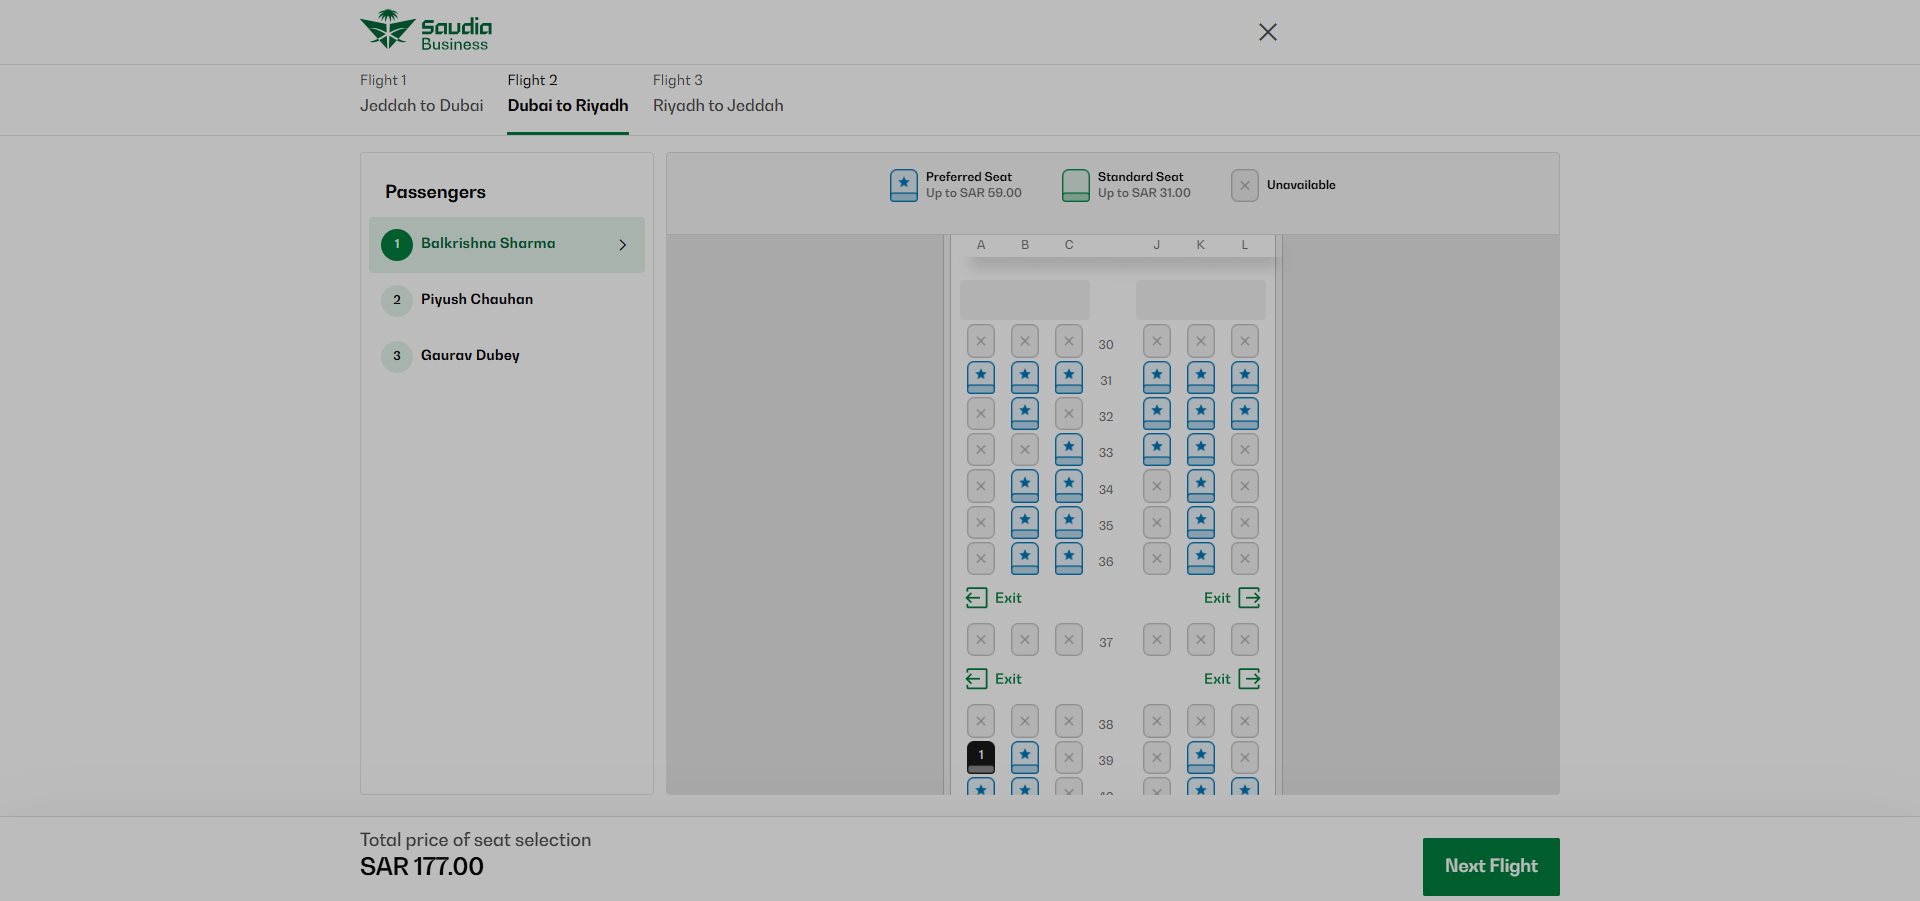 Saudia
Business
Flight 1
Jeddah to Dubai
Flight 2
Dubai to Riyadh
Flight 3
Riyadh to Jeddah
Passengers
1 Balkrishna Sharma
2 Piyush Chauhan
3 Gaurav Dubey
Preferred Seat
Up to SAR 59.00
Standard Seat
Up to SAR 31.00
Unavailable
A B C J K L
30
31
32
33
34
35
36
Exit Exit
37
Exit Exit
38
1 39
Total price of seat selection
SAR 177.00
Next Flight